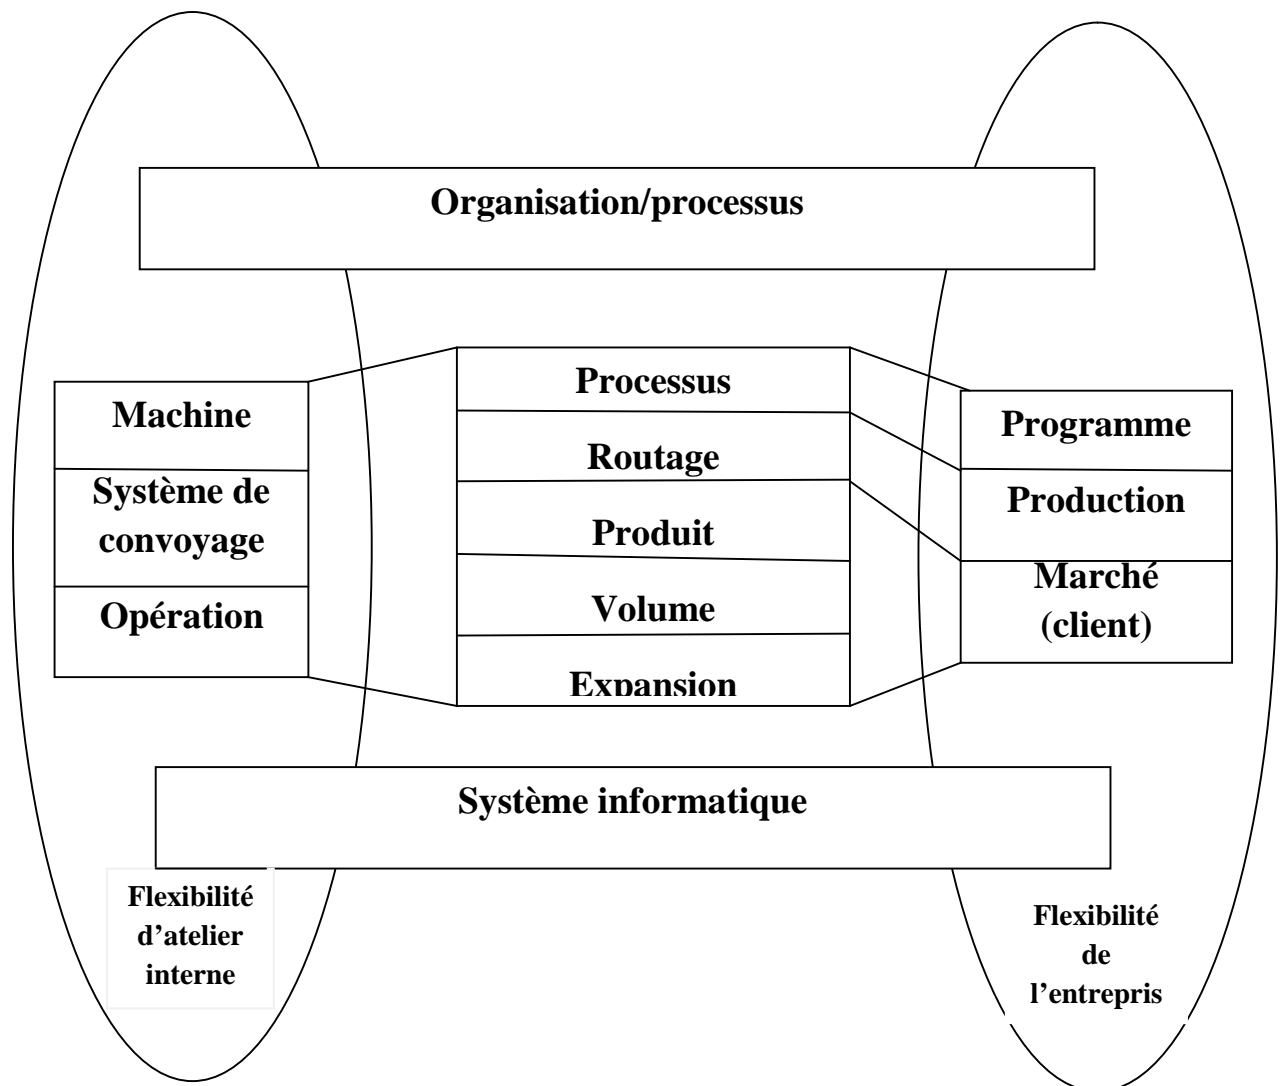 Organisation/processus
Machine
Système de
convoyage
Opération
Processus
Routage
Produit
Volume
Expansion
Programme
Production
Marché
(client)
Système informatique
Flexibilité
d’atelier
interne
Flexibilité
de
l’entrepris